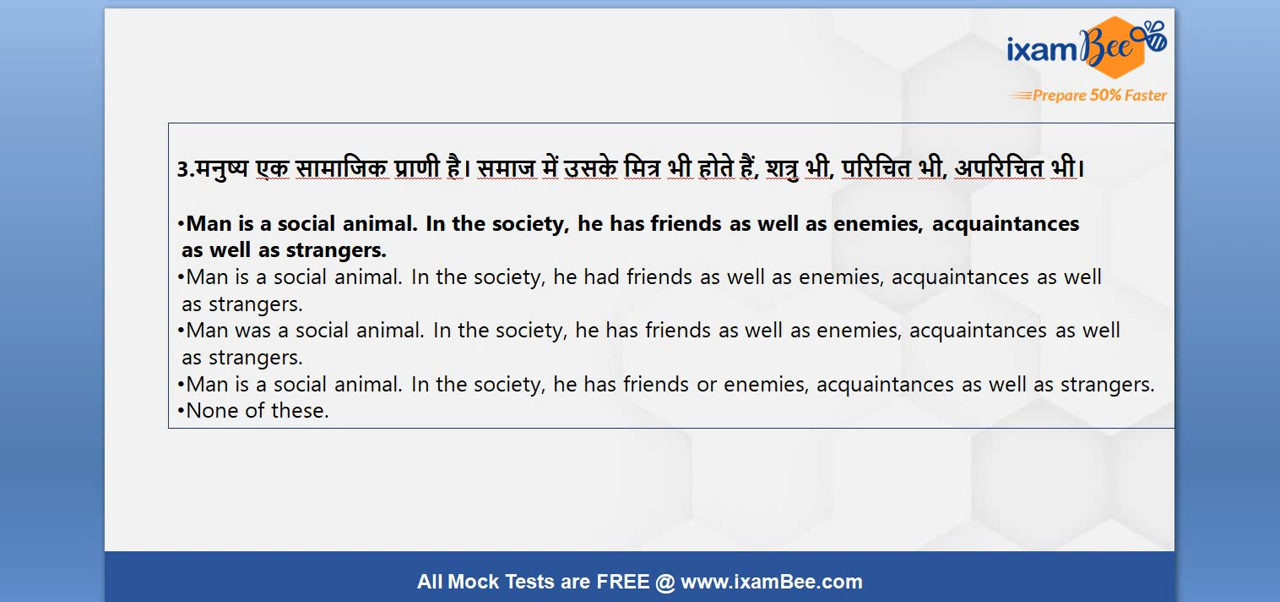 ixamBee
Prepare 50% Faster
3.मनुष्य एक सामाजिक प्राणी है। समाज में उसके मित्र भी होते हैं, शत्रु भी, परिचित भी, अपरिचित भी।
•Man is a social animal. In the society, he has friends as well as enemies, acquaintances
as well as strangers.
•Man is a social animal. In the society, he had friends as well as enemies, acquaintances as well
as strangers.
•Man was a social animal. In the society, he has friends as well as enemies, acquaintances as well
as strangers.
•Man is a social animal. In the society, he has friends or enemies, acquaintances as well as strangers.
•None of these.
All Mock Tests are FREE @ www.ixamBee.com